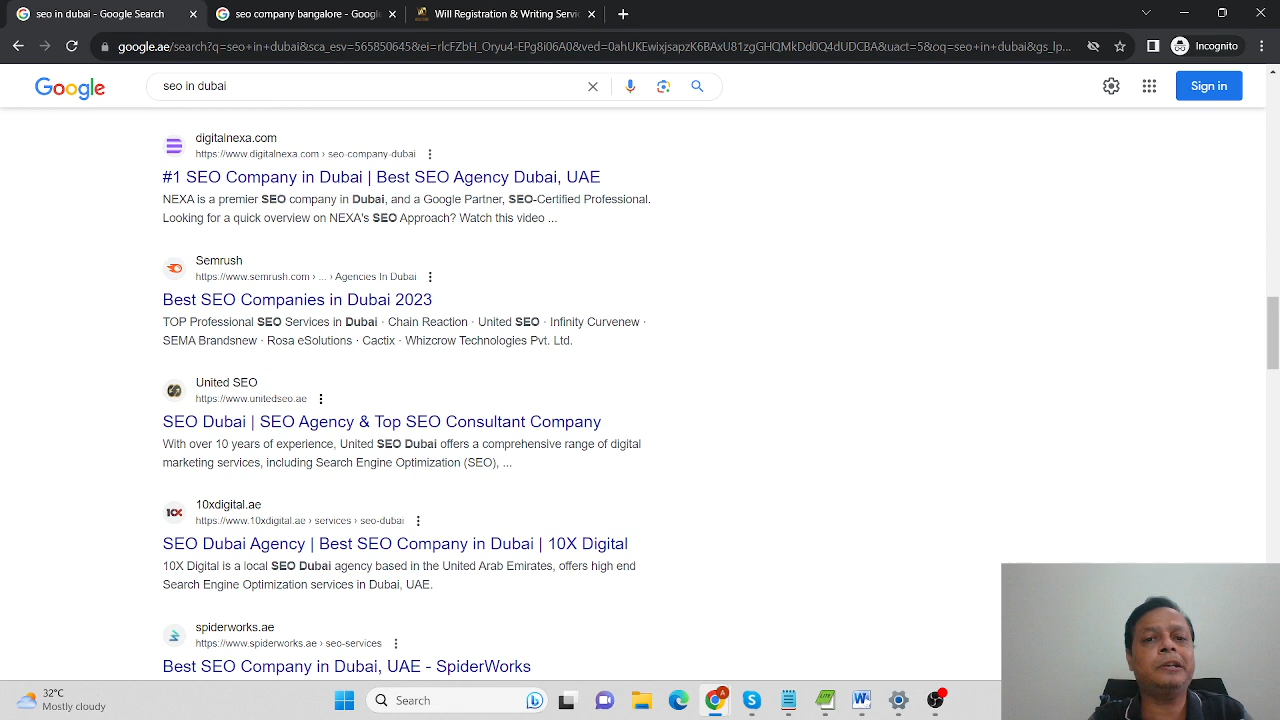 seo in dubai - Google Search
seo company bangalore - Google
Will Registration & Writing Servic
google.ae/search?q=seo+in+dubai&sca_esv=565850645&ei=rlcFZbH_Oryu4-EPg8i06A0&ved=0ahUKEwixjsapzK6BAxU81zgGHQMkDd0Q4dUDCBA&uact=5&oq=seo+in+dubai&gs_lp...
Incognito
Google
seo in dubai
Sign in
digitalnexa.com
https://www.digitalnexa.com › seo-company-dubai
#1 SEO Company in Dubai | Best SEO Agency Dubai, UAE
NEXA is a premier SEO company in Dubai, and a Google Partner, SEO-Certified Professional.
Looking for a quick overview on NEXA's SEO Approach? Watch this video ...
Semrush
https://www.semrush.com › ... › Agencies In Dubai
Best SEO Companies in Dubai 2023
TOP Professional SEO Services in Dubai · Chain Reaction · United SEO · Infinity Curvenew ·
SEMA Brandsnew · Rosa eSolutions · Cactix · Whizcrow Technologies Pvt. Ltd.
United SEO
https://www.unitedseo.ae
SEO Dubai | SEO Agency & Top SEO Consultant Company
With over 10 years of experience, United SEO Dubai offers a comprehensive range of digital
marketing services, including Search Engine Optimization (SEO), ...
10X
10xdigital.ae
https://www.10xdigital.ae › services › seo-dubai
SEO Dubai Agency | Best SEO Company in Dubai | 10X Digital
10X Digital is a local SEO Dubai agency based in the United Arab Emirates, offers high end
Search Engine Optimization services in Dubai, UAE.
spiderworks.ae
https://www.spiderworks.ae › seo-services
Best SEO Company in Dubai, UAE - SpiderWorks
32°C
Mostly cloudy
Search